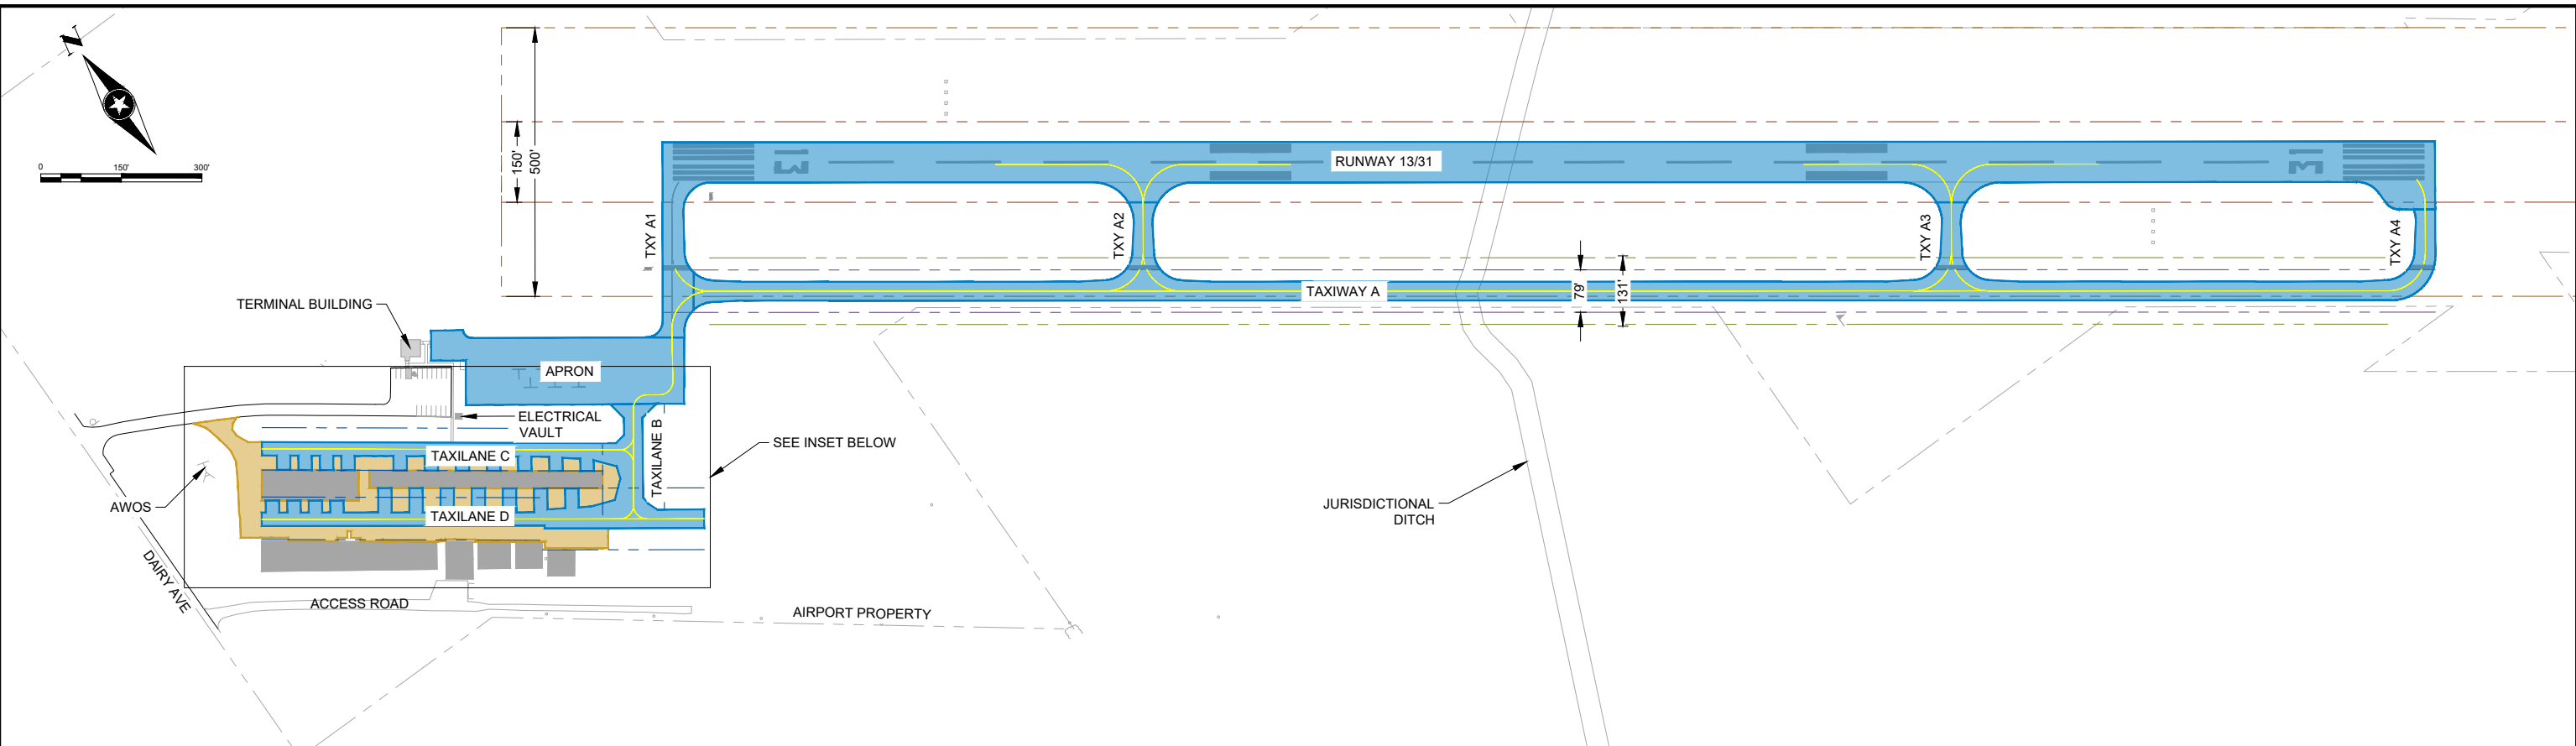 N
0 150' 300'
150'
500'
RUNWAY 13/31
TXY A1
TXY A2
TXY A3
TXY A4
TAXIWAY A
79'
131'
TERMINAL BUILDING
APRON
ELECTRICAL
VAULT
TAXILANE B
SEE INSET BELOW
TAXILANE C
AWOS
TAXILANE D
JURISDICTIONAL
DITCH
DAIRY AVE
ACCESS ROAD
AIRPORT PROPERTY